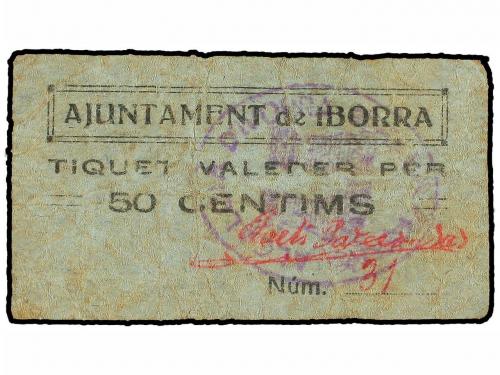 AJUNTAMENT de IBORRA
TIQUET VALEDER PER
50 CENTIMS
Núm. 31